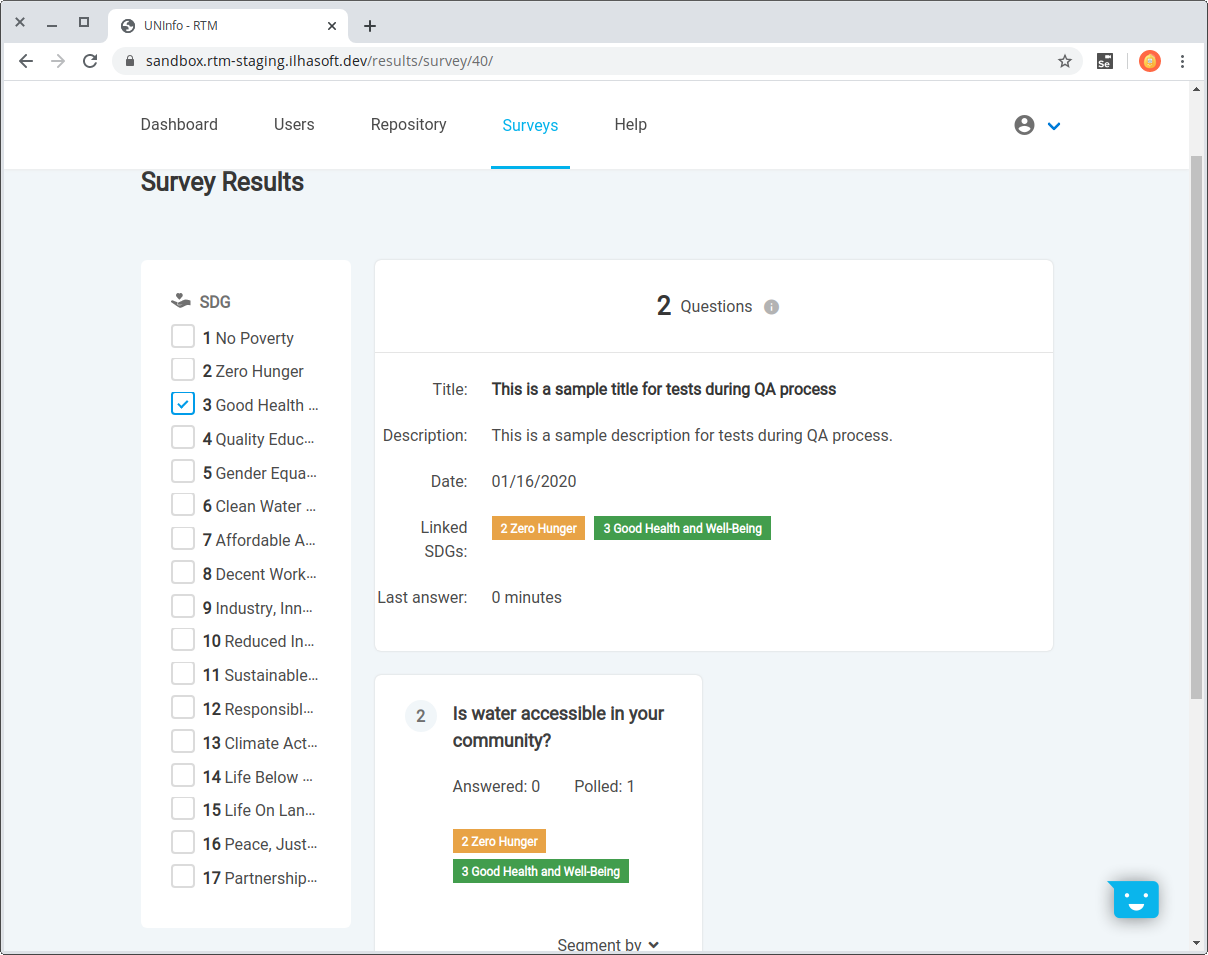 UNInfo - RTM
sandbox.rtm-staging.ilhasoft.dev/results/survey/40/
Se
Dashboard Users Repository Surveys Help
Survey Results
SDG
1 No Poverty
2 Zero Hunger
3 Good Health ...
4 Quality Educ...
5 Gender Equa...
6 Clean Water ...
7 Affordable A...
8 Decent Work...
9 Industry, Inn...
10 Reduced In...
11 Sustainable...
12 Responsibl...
13 Climate Act...
14 Life Below ...
15 Life On Lan...
16 Peace, Just...
17 Partnership...
2 Questions
Title: This is a sample title for tests during QA process
Description: This is a sample description for tests during QA process.
Date: 01/16/2020
Linked SDGs: 2 Zero Hunger 3 Good Health and Well-Being
Last answer: 0 minutes
2 Is water accessible in your
community?
Answered: 0 Polled: 1
2 Zero Hunger
3 Good Health and Well-Being
Segment by